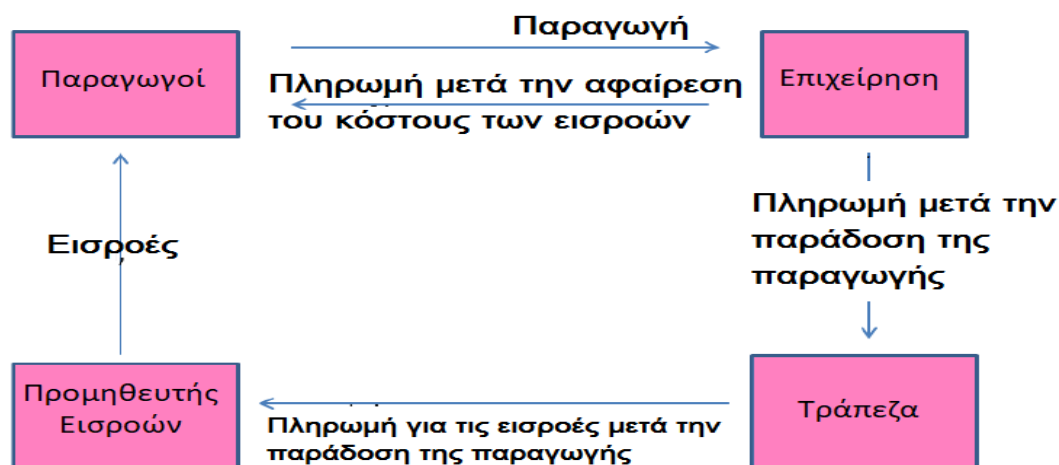 Παραγωγή
Παραγωγοί
Πληρωμή μετά την αφαίρεση
του κόστους των εισροών
Επιχείρηση
Πληρωμή μετά την
παράδοση της
παραγωγής
Εισροές
Προμηθευτής
Εισροών
Πληρωμή για τις εισροές μετά την
παράδοση της παραγωγής
Τράπεζα